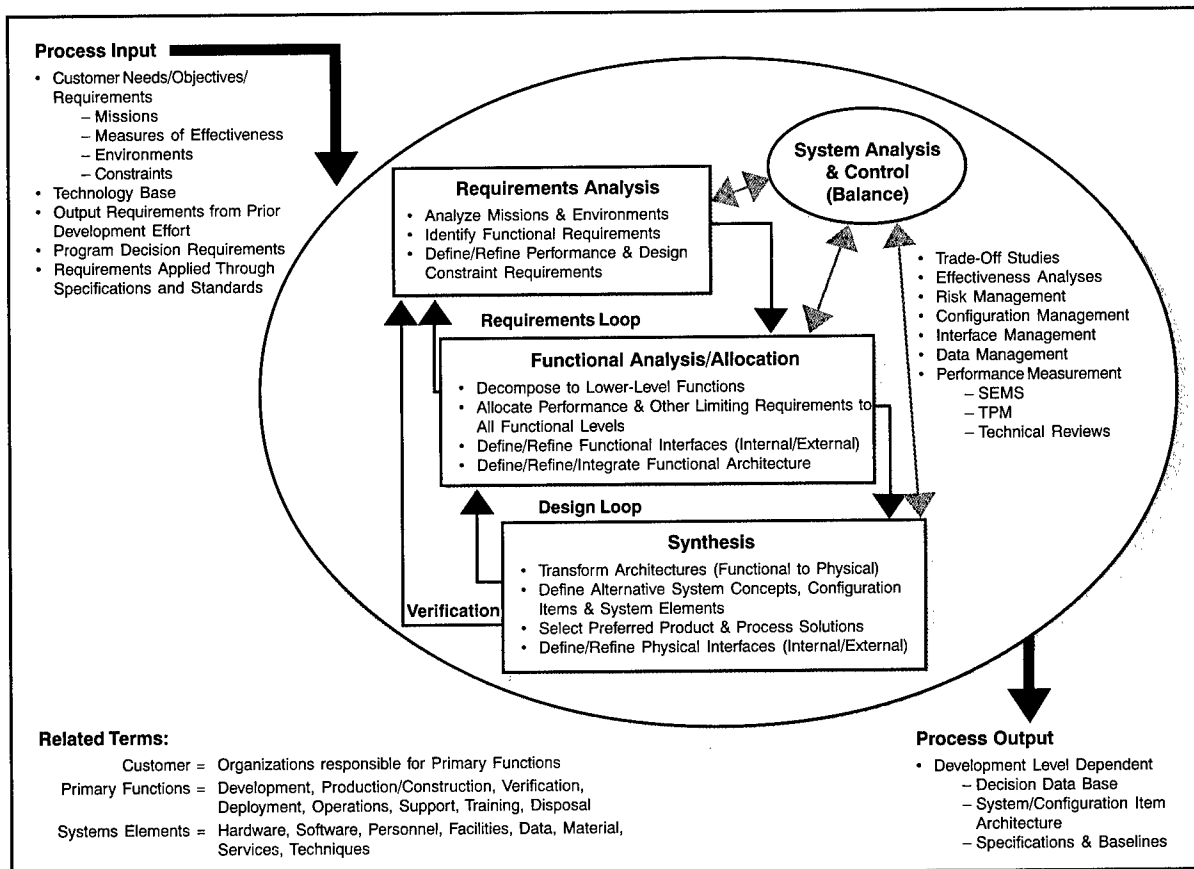 Process Input
• Customer Needs/Objectives/
Requirements
– Missions
– Measures of Effectiveness
– Environments
– Constraints
• Technology Base
• Output Requirements from Prior
Development Effort
• Program Decision Requirements
• Requirements Applied Through
Specifications and Standards
System Analysis
& Control
(Balance)
Requirements Analysis
• Analyze Missions & Environments
• Identify Functional Requirements
• Define/Refine Performance & Design
Constraint Requirements
• Trade-Off Studies
• Effectiveness Analyses
• Risk Management
• Configuration Management
• Interface Management
• Data Management
• Performance Measurement
– SEMS
– TPM
– Technical Reviews
Requirements Loop
Functional Analysis/Allocation
• Decompose to Lower-Level Functions
• Allocate Performance & Other Limiting Requirements to
All Functional Levels
• Define/Refine Functional Interfaces (Internal/External)
• Define/Refine/Integrate Functional Architecture
Design Loop
Synthesis
• Transform Architectures (Functional to Physical)
• Define Alternative System Concepts, Configuration
Items & System Elements
• Select Preferred Product & Process Solutions
• Define/Refine Physical Interfaces (Internal/External)
Verification
Related Terms:
Customer = Organizations responsible for Primary Functions
Primary Functions = Development, Production/Construction, Verification,
Deployment, Operations, Support, Training, Disposal
Systems Elements = Hardware, Software, Personnel, Facilities, Data, Material,
Services, Techniques
Process Output
• Development Level Dependent
– Decision Data Base
– System/Configuration Item
Architecture
– Specifications & Baselines